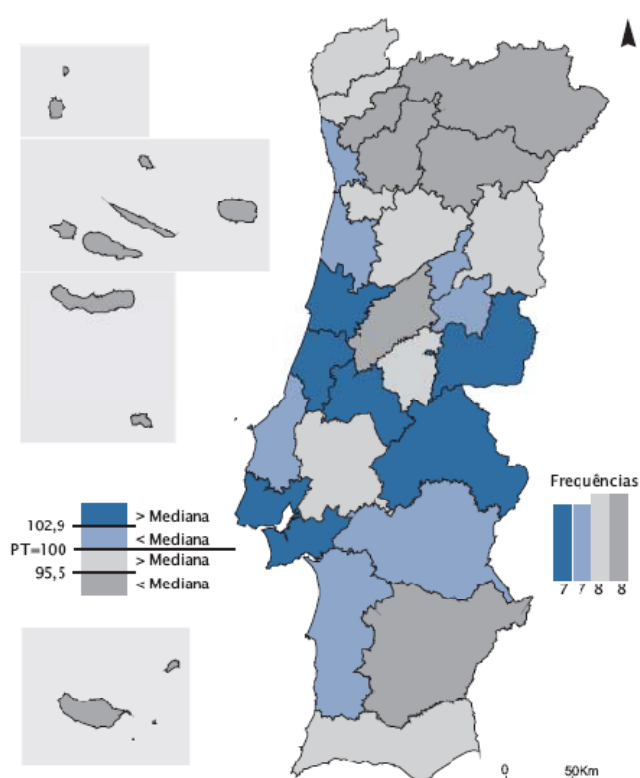 > Mediana
102,9
< Mediana
PT=100
> Mediana
95,5
< Mediana
Frequências
7 7 8 8
0 50Km